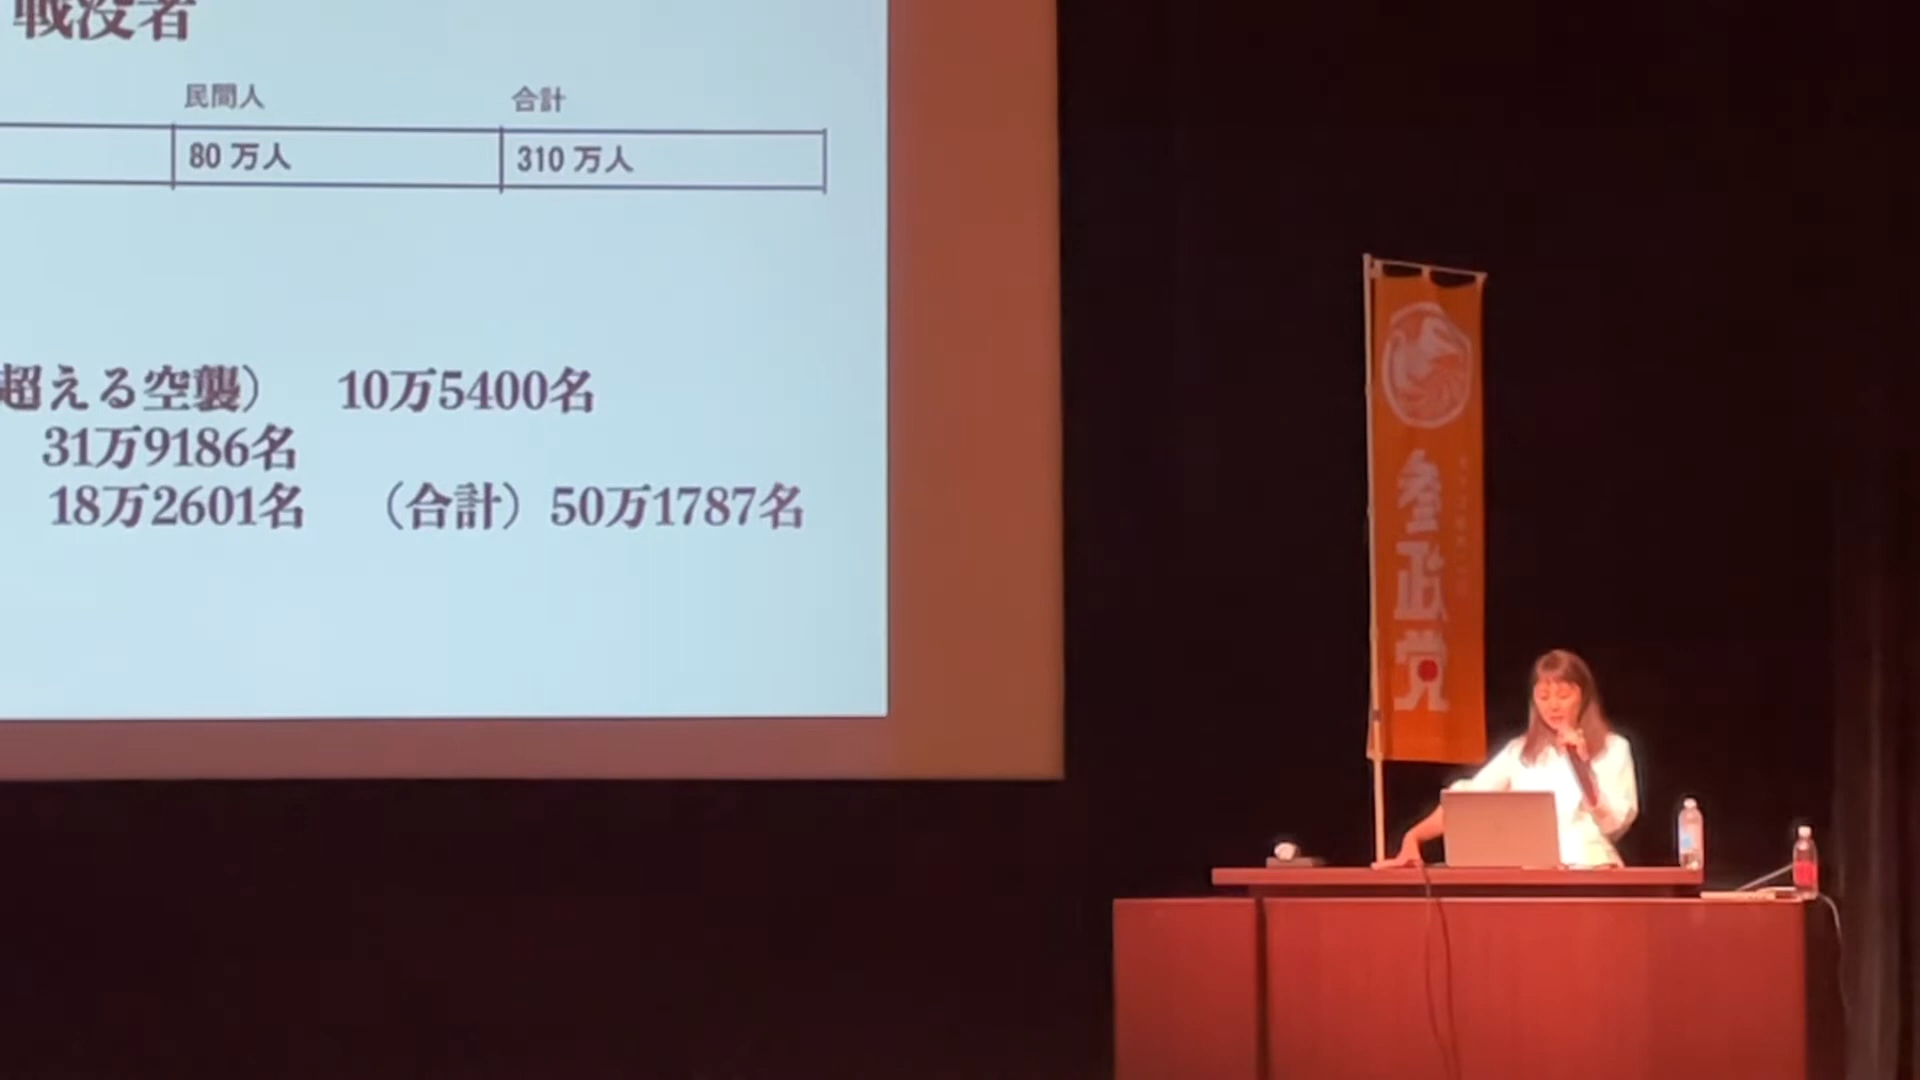 戦没者
民間人
合計
80 万人
310 万人
超える空襲） 10万5400名
31万9186名
18万2601名 （合計）50万1787名
参政党